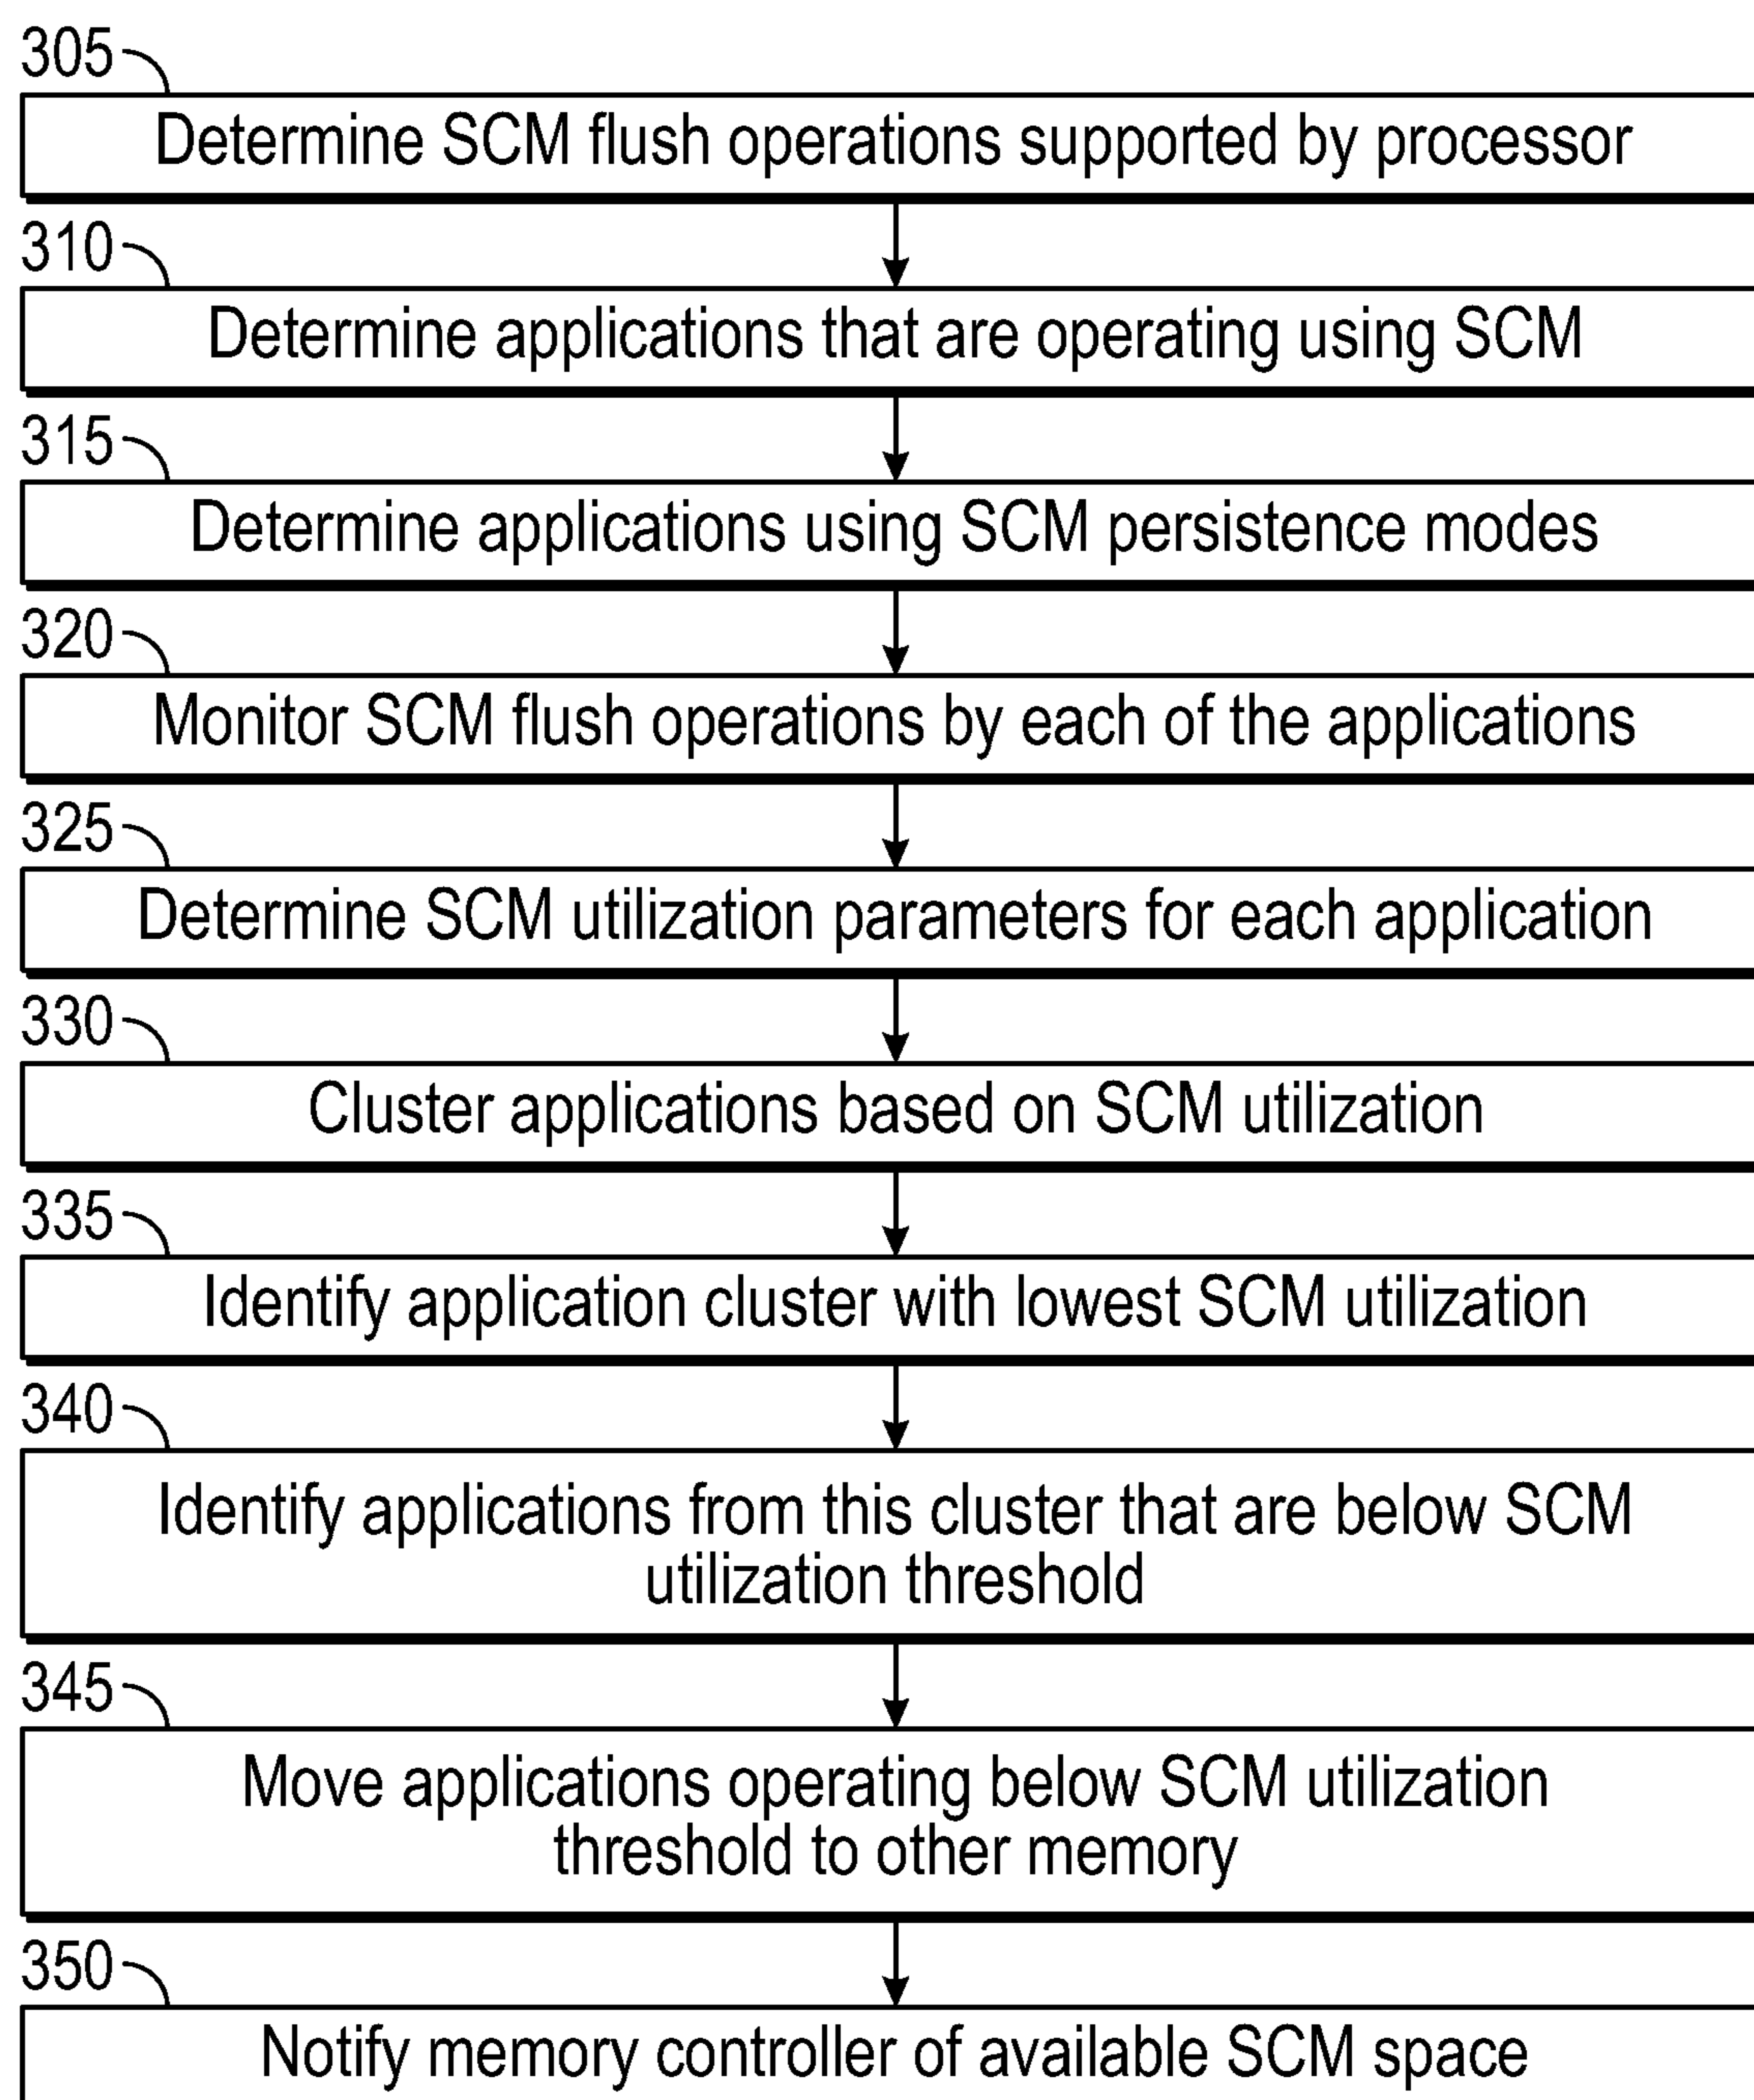 305
Determine SCM flush operations supported by processor
310
Determine applications that are operating using SCM
315
Determine applications using SCM persistence modes
320
Monitor SCM flush operations by each of the applications
325
Determine SCM utilization parameters for each application
330
Cluster applications based on SCM utilization
335
Identify application cluster with lowest SCM utilization
340
Identify applications from this cluster that are below SCM
utilization threshold
345
Move applications operating below SCM utilization
threshold to other memory
350
Notify memory controller of available SCM space